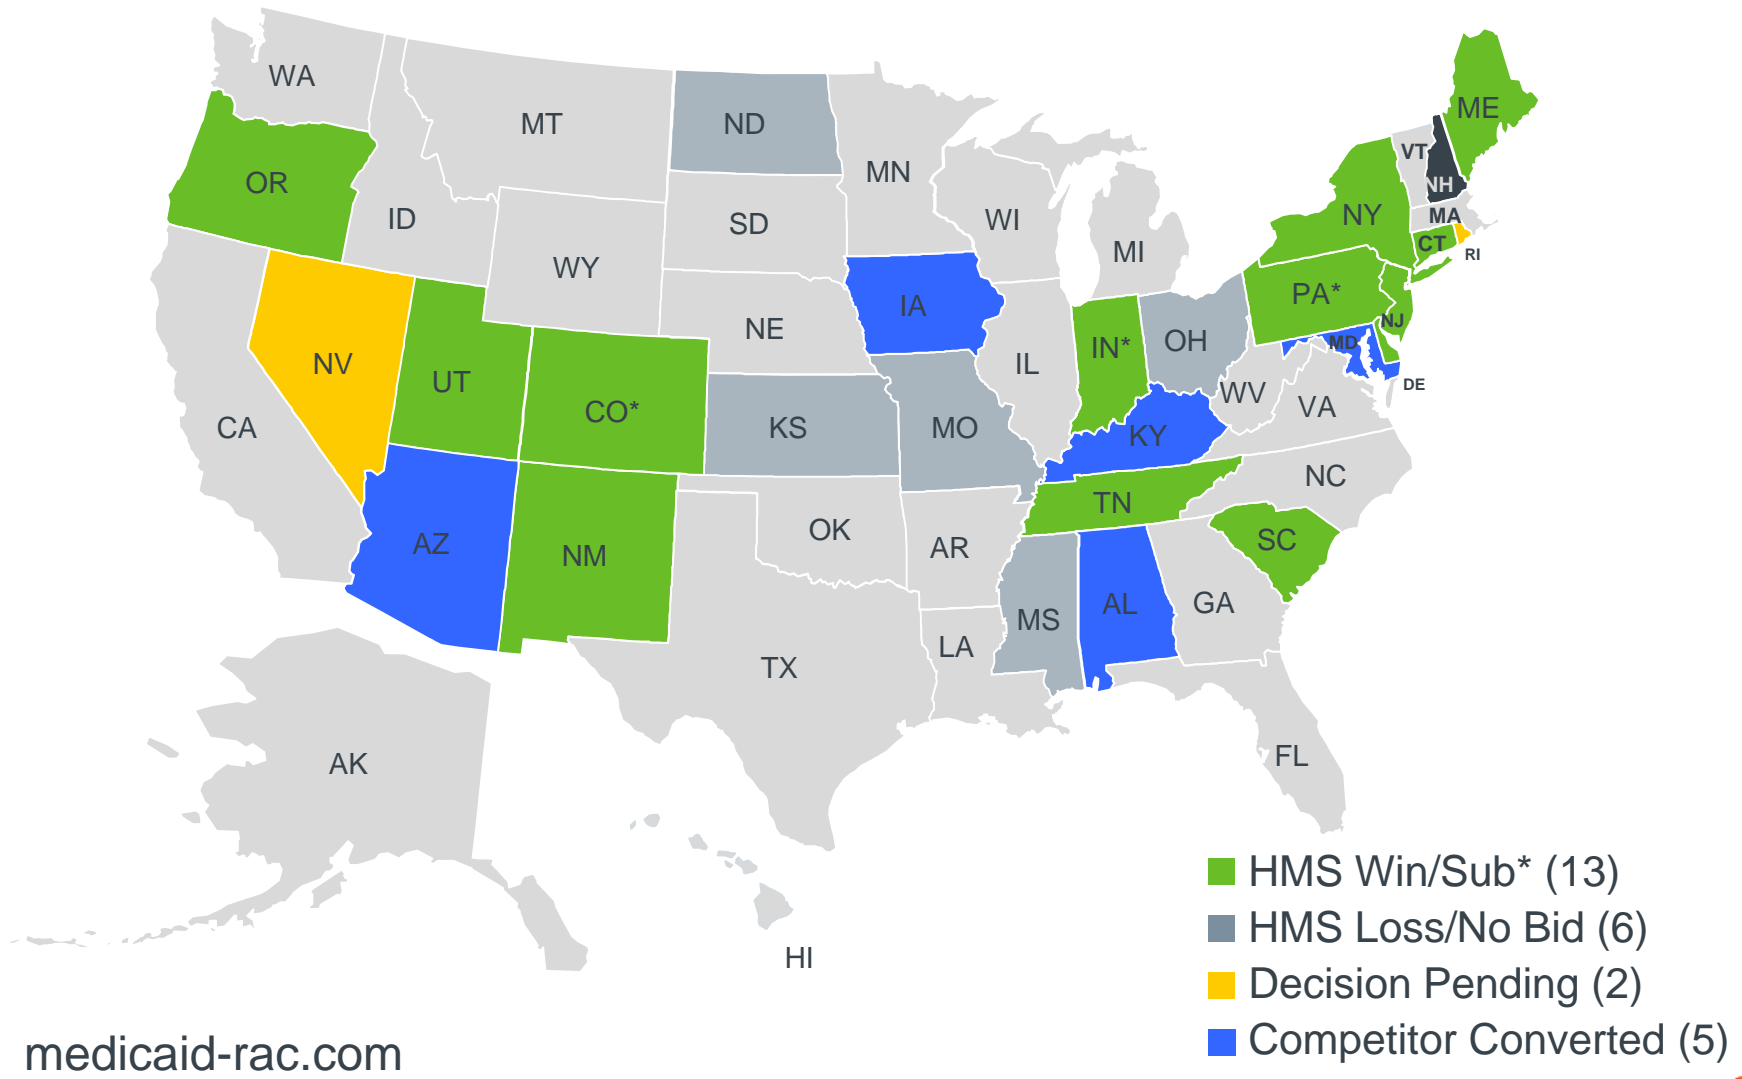 WA
MT
ND
MN
ME
VT
NH
OR
ID
SD
WI
MI
NY
MA
CT
RI
WY
IA
NE
PA*
NJ
NV
UT
CO*
IL
IN*
OH
MD
DE
WV
VA
CA
KS
MO
KY
NC
AZ
NM
OK
AR
TN
SC
TX
LA
MS
AL
GA
FL
AK
HI
HMS Win/Sub* (13)
HMS Loss/No Bid (6)
Decision Pending (2)
Competitor Converted (5)
medicaid-rac.com